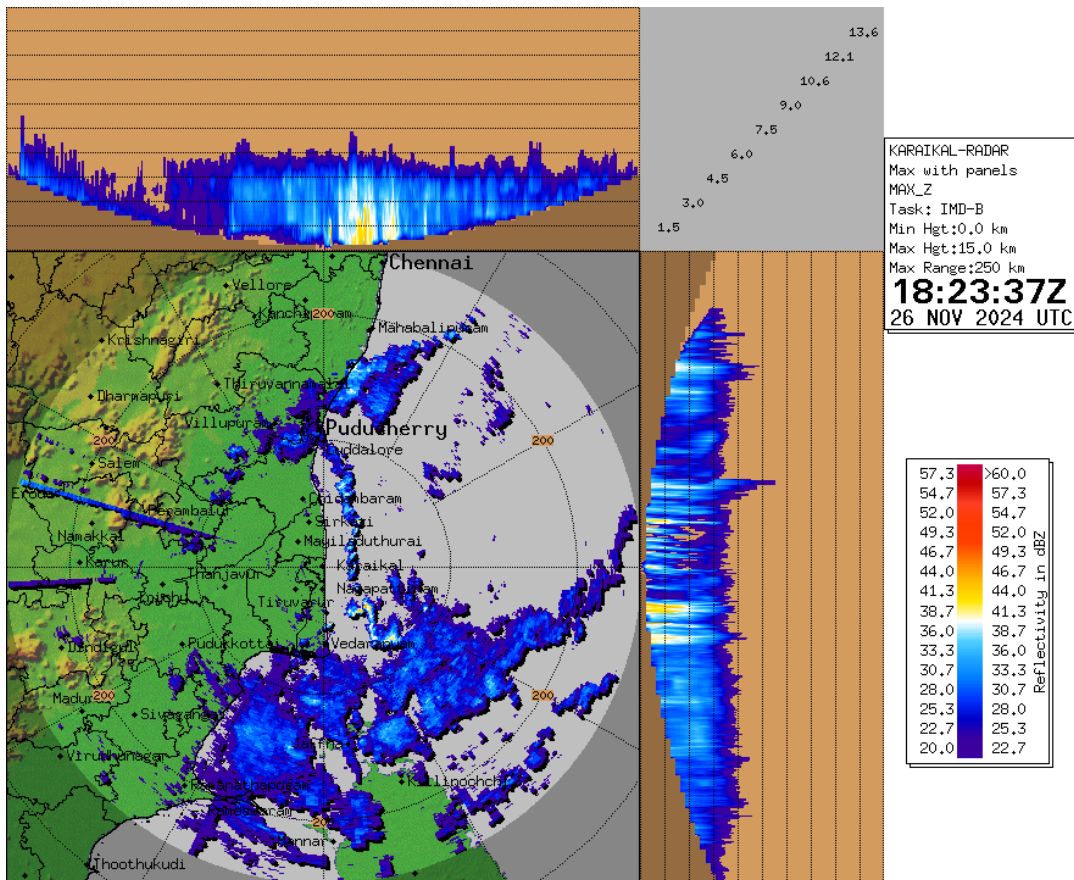 13.6
12.1
10.6
9.0
7.5
6.0
4.5
3.0
1.5
KARAIKAL-RADAR
Max with panels
MAX_Z
Task: IMD-B
Min Hgt:0.0 km
Max Hgt:15.0 km
Max Range:250 km
18:23:37Z
26 NOV 2024 UTC
Chennai
Vellore
200
Mahabalipuram
Krishnagiri
Thiruvannamalai
Dharmapuri
Villupuram
Puducherry
200
200
Cuddalore
Salem
Erode
Chidambaram
Perambalur
Sirkazi
Namakkal
Mayiladuthurai
Karur
Karaikal
Thanjavur
Nagapattinam
Trichy
Tiruvarur
Dindigul
Pudukkottai
Vedaranyam
200
200
Sivagangai
Jaffna
Virudhunagar
Ramanathapuram
Killinochchi
Mannar
Thoothukudi
57.3 >60.0
54.7 57.3
52.0 54.7
49.3 52.0
46.7 49.3
44.0 46.7
41.3 44.0
38.7 41.3
36.0 38.7
33.3 36.0
30.7 33.3
28.0 30.7
25.3 28.0
22.7 25.3
20.0 22.7
Reflectivity in dBZ